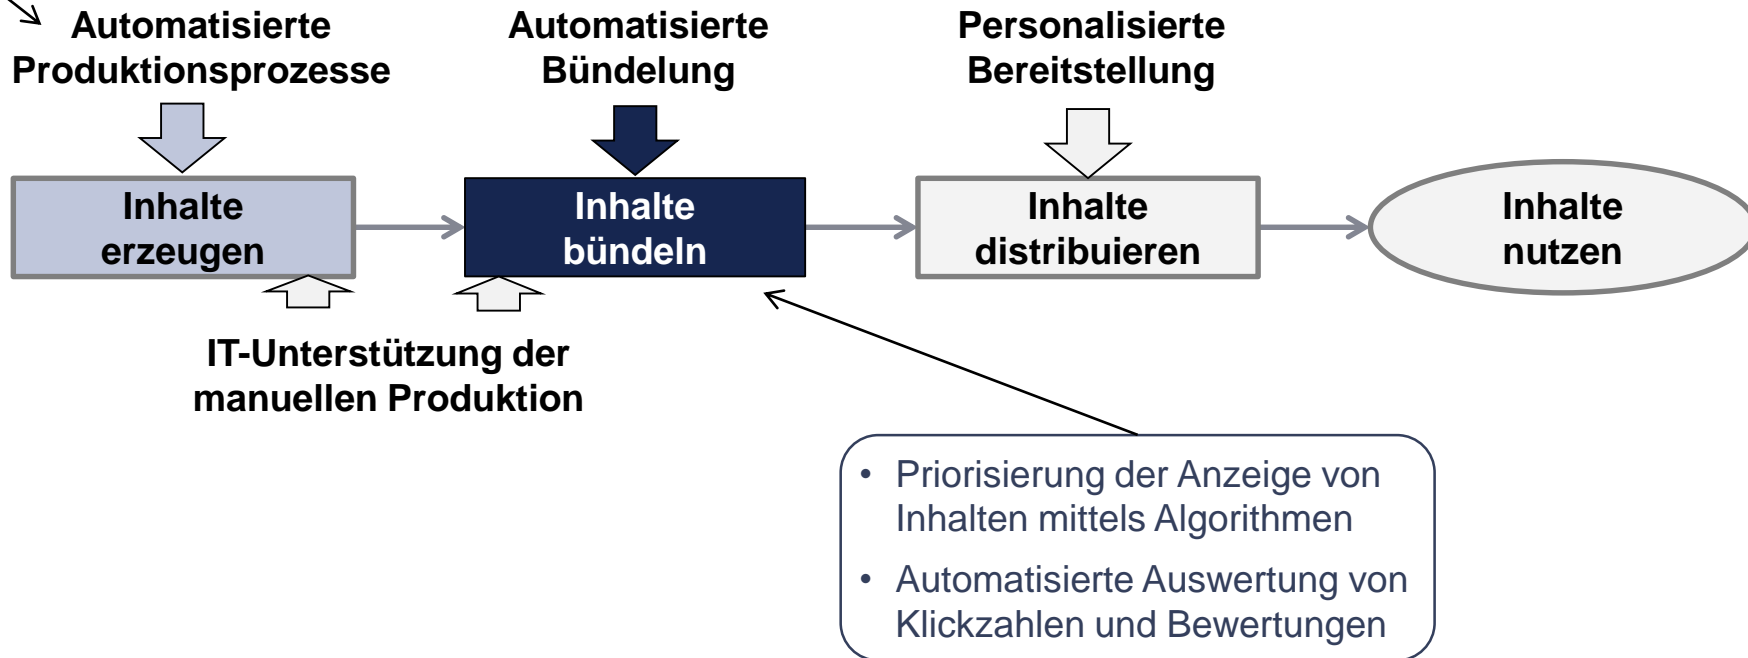 Automatisierte
Produktionsprozesse
Automatisierte
Bündelung
Personalisierte
Bereitstellung
Inhalte
erzeugen
Inhalte
bündeln
Inhalte
distribuieren
Inhalte
nutzen
IT-Unterstützung der
manuellen Produktion
• Priorisierung der Anzeige von
Inhalten mittels Algorithmen
• Automatisierte Auswertung von
Klickzahlen und Bewertungen